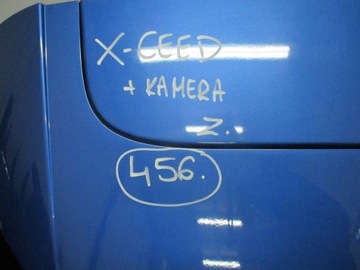 X-CEED
+ KAMERA
Z.
456.